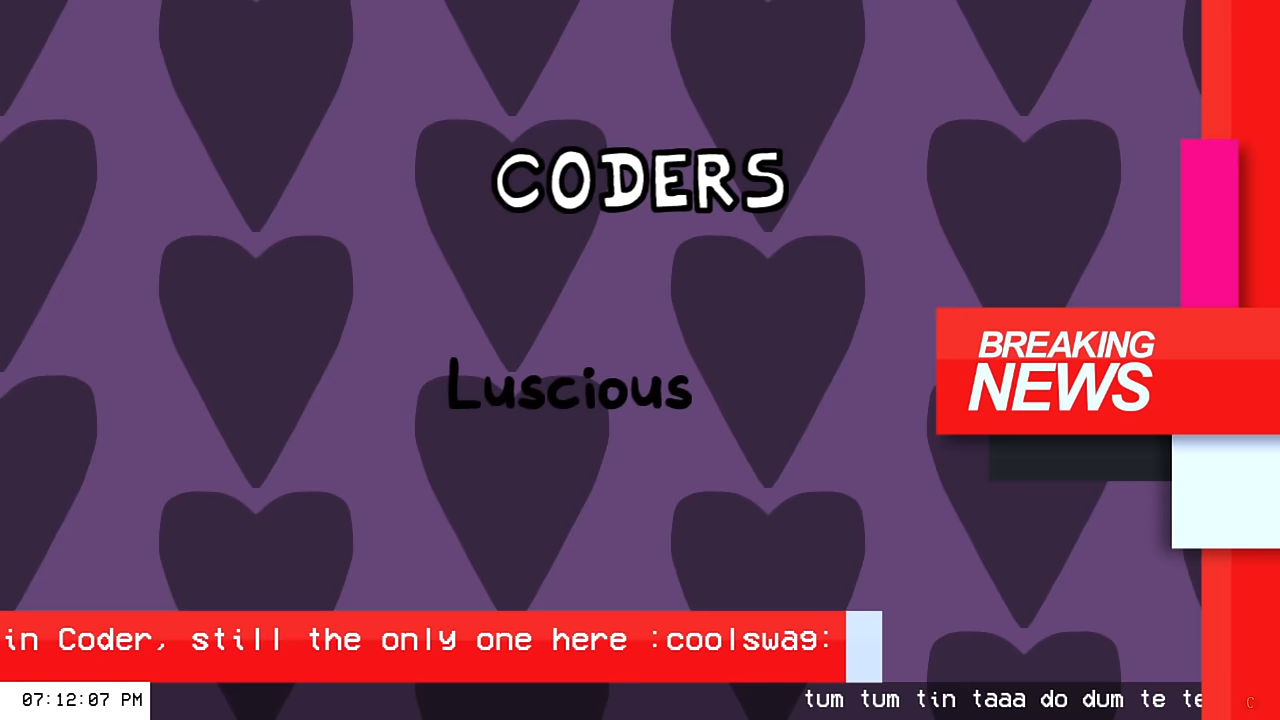 CODERS
Luscious
BREAKING
NEWS
in Coder, still the only one here :coolswag:
07:12:07 PM
tum tum tin taaa do dum te te
C